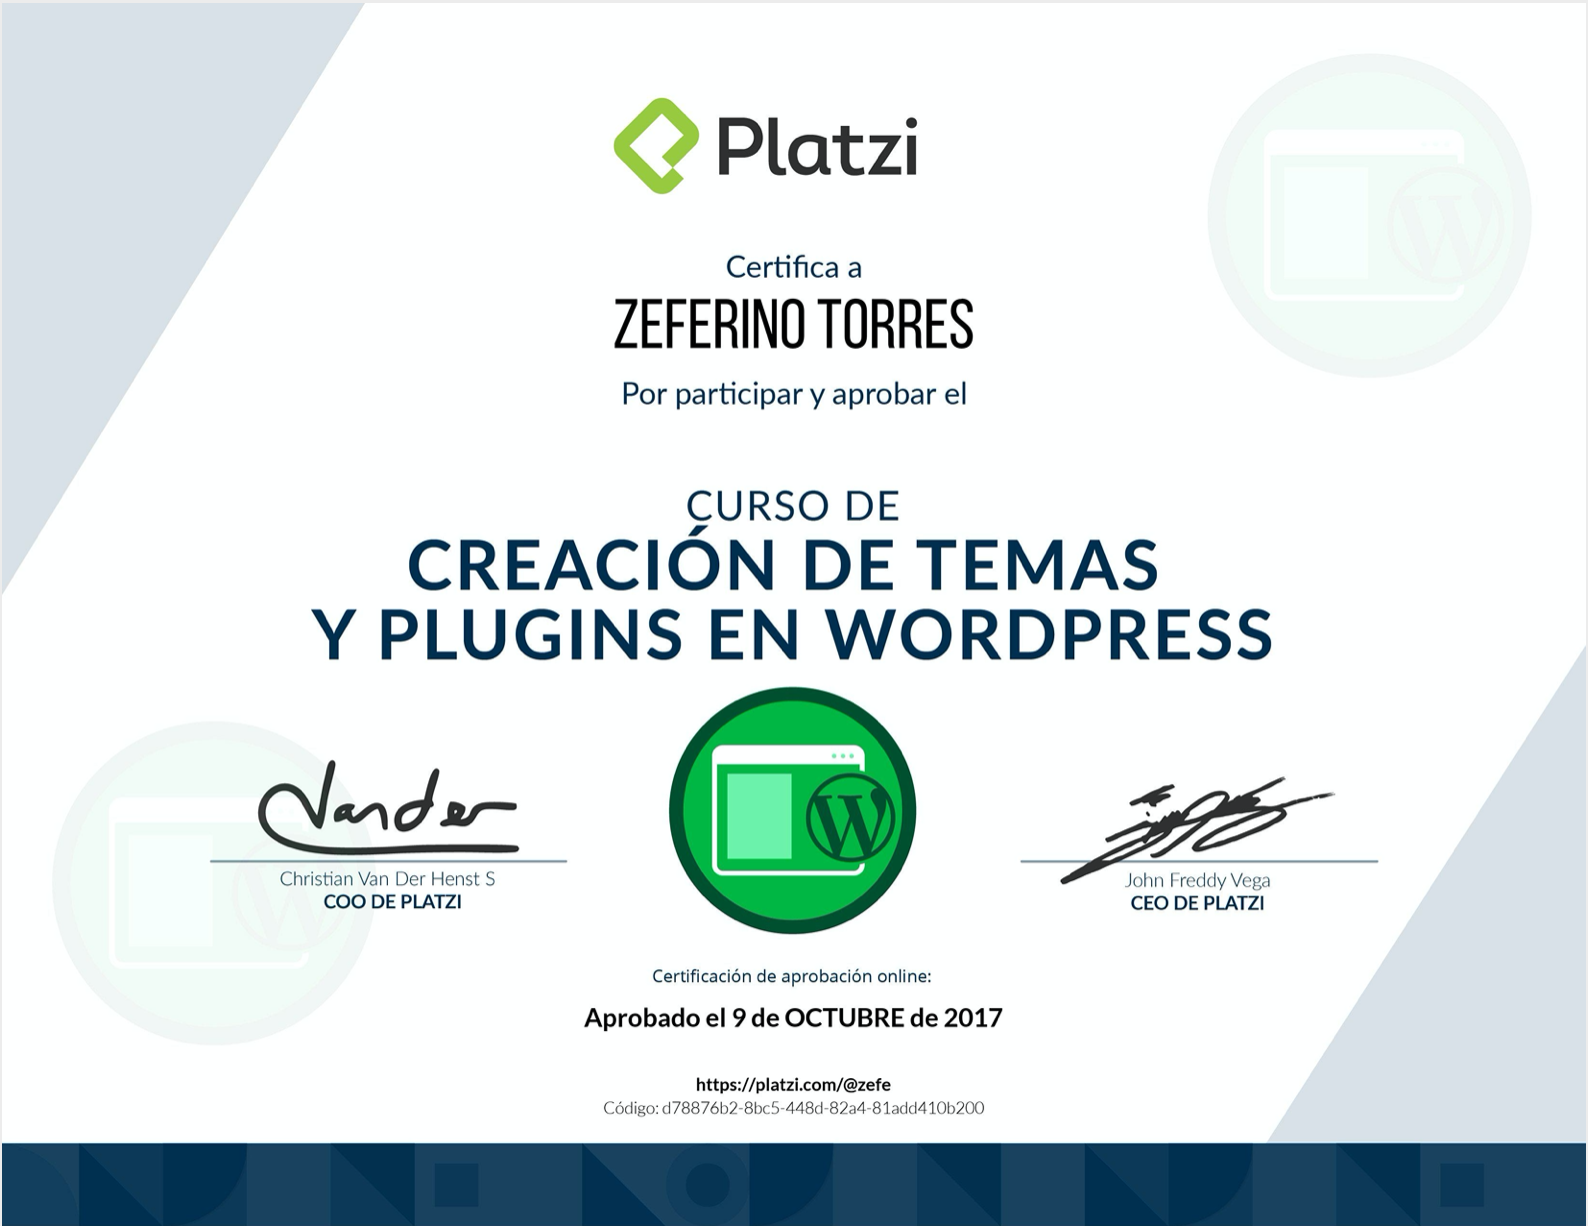 Platzi
Certifica a
ZEFERINO TORRES
Por participar y aprobar el
CURSO DE
CREACIÓN DE TEMAS
Y PLUGINS EN WORDPRESS
Vander
Christian Van Der Henst S
COO DE PLATZI
John Freddy Vega
CEO DE PLATZI
Certificación de aprobación online:
Aprobado el 9 de OCTUBRE de 2017
https://platzi.com/@zefe
Código: d78876b2-8bc5-448d-82a4-81add410b200